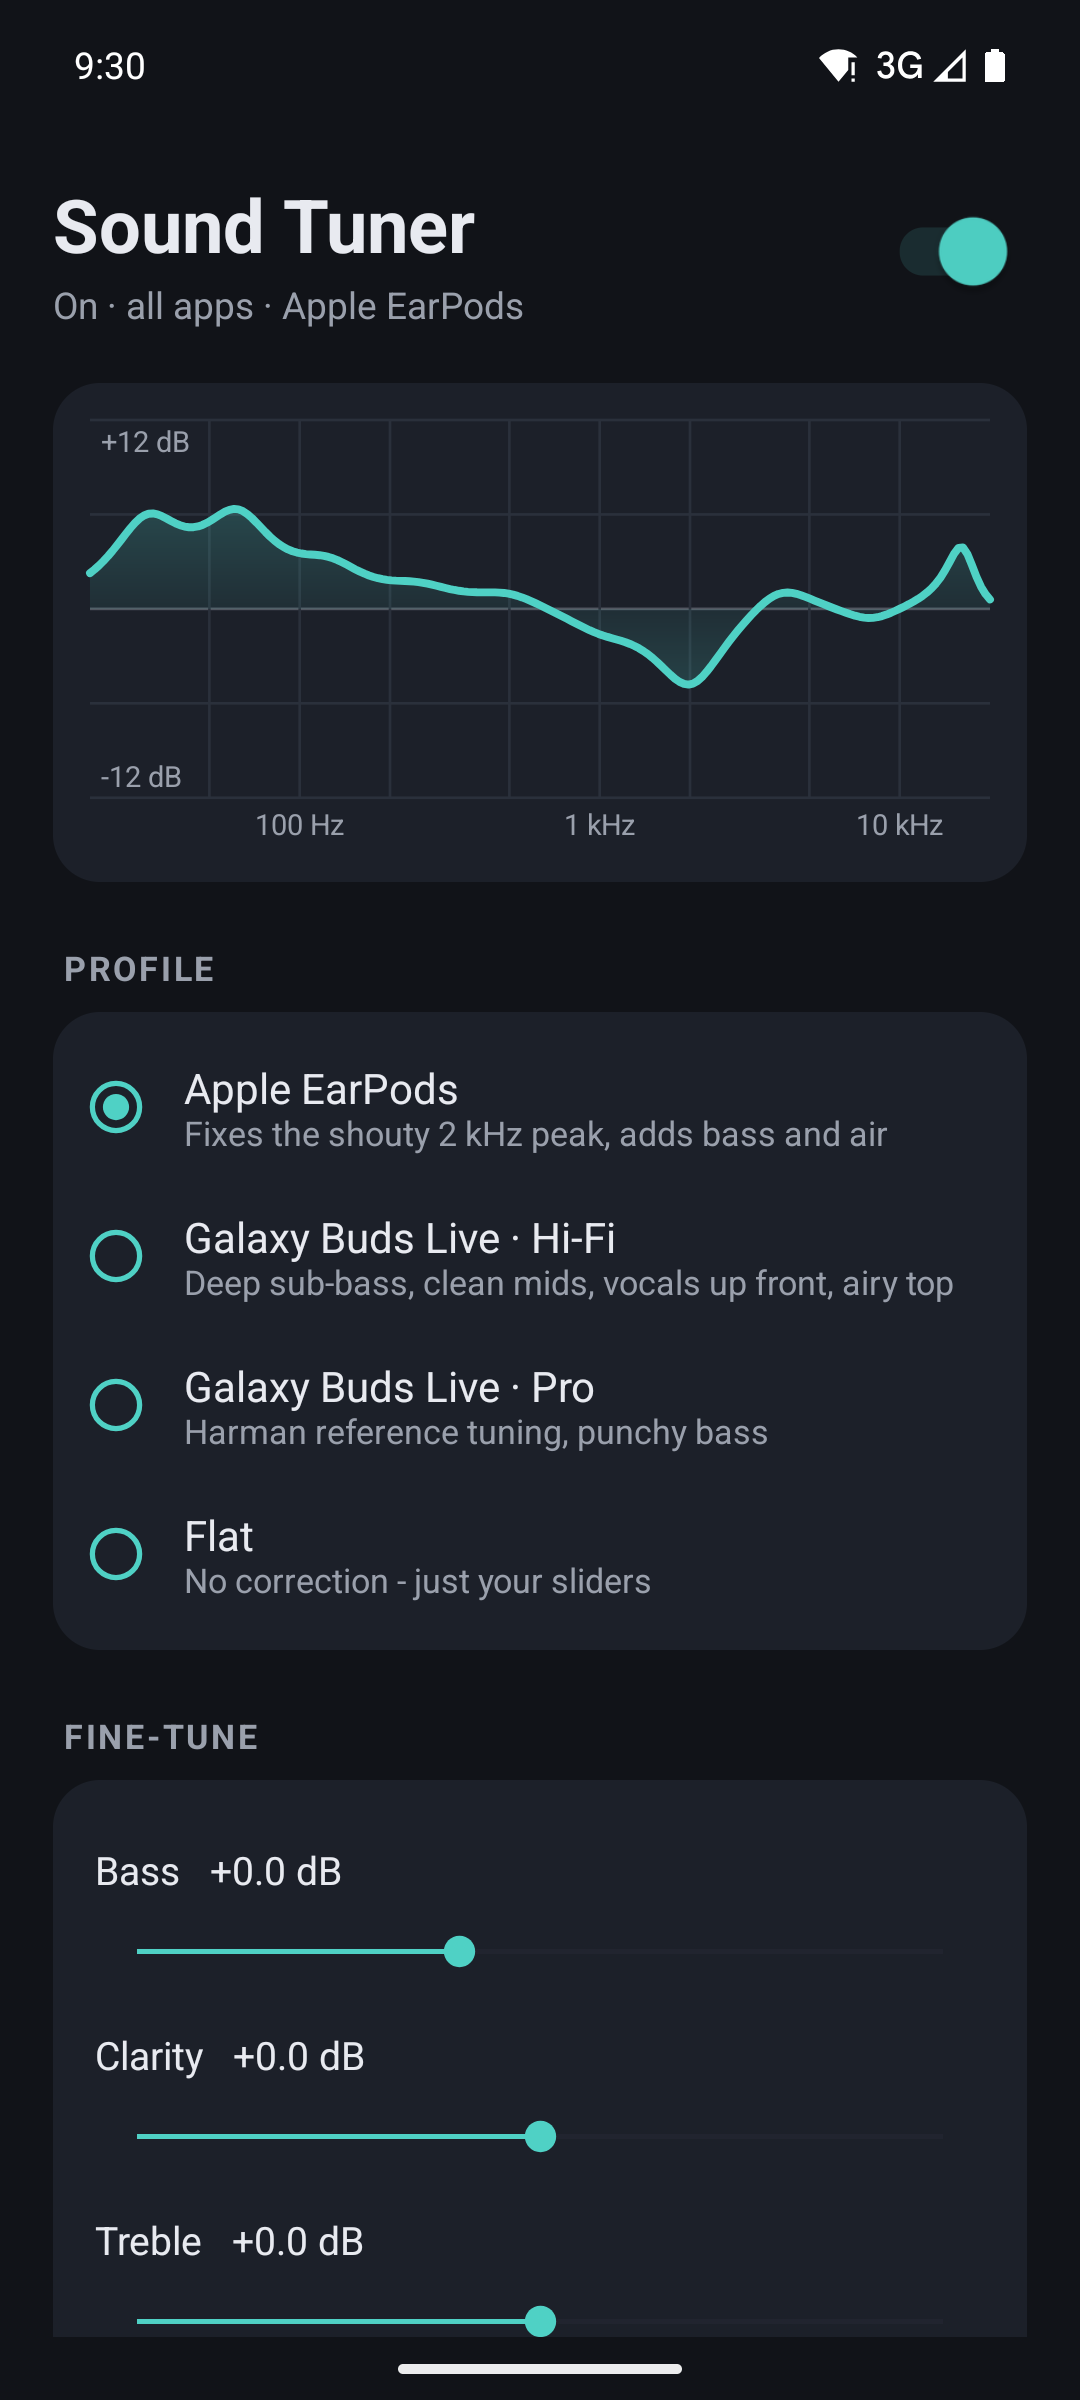 9:30
3G
Sound Tuner
On · all apps · Apple EarPods
+12 dB
-12 dB
100 Hz 1 kHz 10 kHz
PROFILE
Apple EarPods
Fixes the shouty 2 kHz peak, adds bass and air
Galaxy Buds Live · Hi-Fi
Deep sub-bass, clean mids, vocals up front, airy top
Galaxy Buds Live · Pro
Harman reference tuning, punchy bass
Flat
No correction - just your sliders
FINE-TUNE
Bass +0.0 dB
Clarity +0.0 dB
Treble +0.0 dB